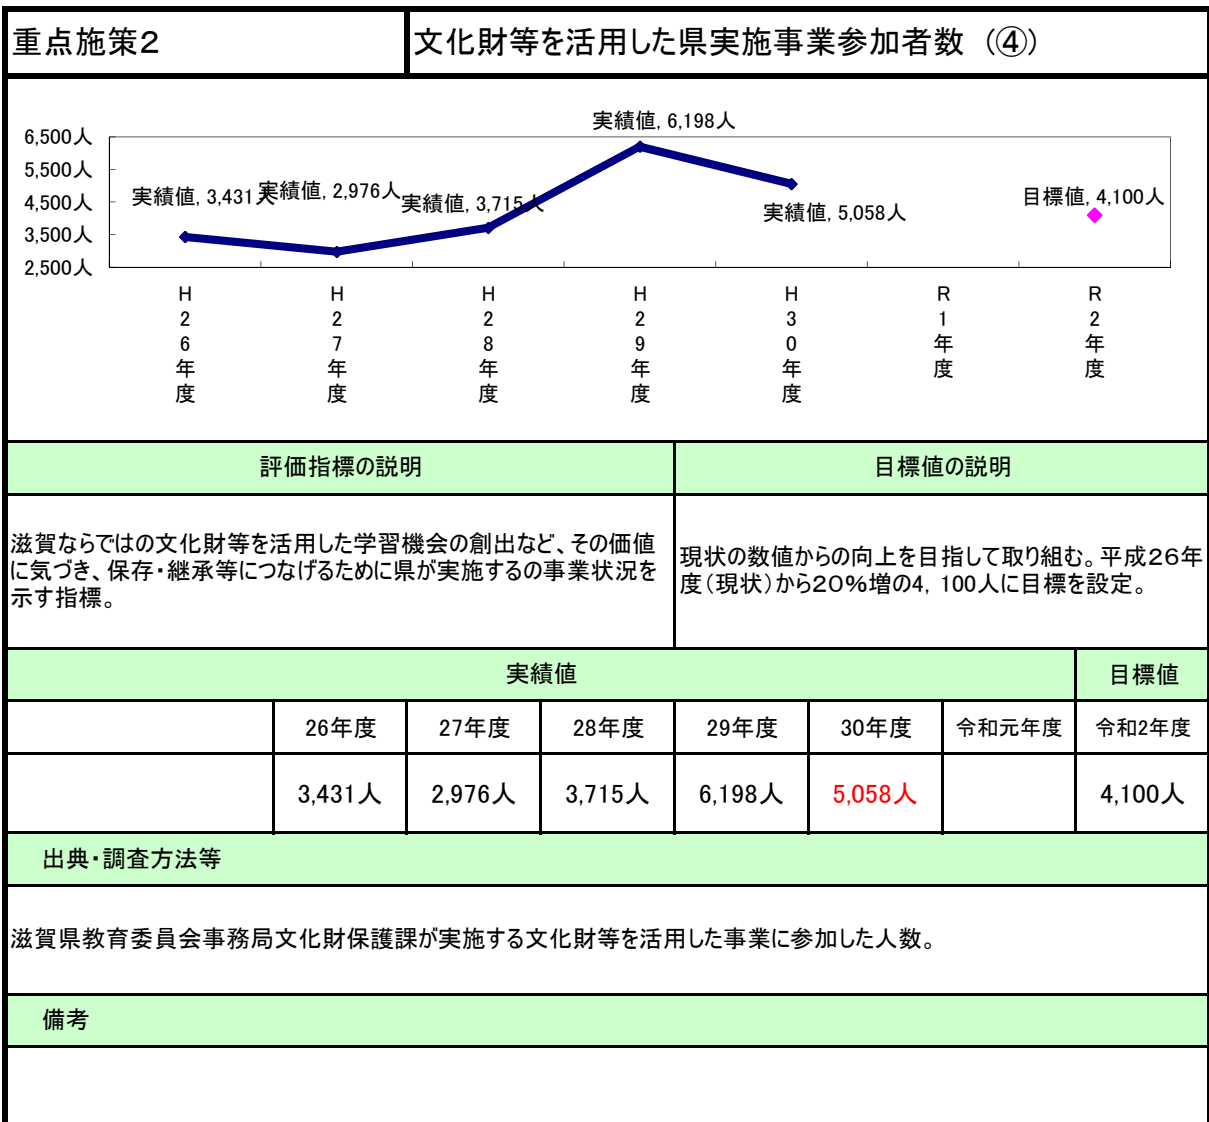 重点施策２
文化財等を活用した県実施事業参加者数（④）
6,500人
5,500人
4,500人
3,500人
2,500人
実績値, 3,431人
実績値, 2,976人
実績値, 3,715人
実績値, 6,198人
実績値, 5,058人
目標値, 4,100人
H26年度
H27年度
H28年度
H29年度
H30年度
R1年度
R2年度
評価指標の説明
目標値の説明
滋賀ならではの文化財等を活用した学習機会の創出など、その価値
に気づき、保存・継承等につなげるために県が実施するの事業状況を
示す指標。
現状の数値からの向上を目指して取り組む。平成２６年
度（現状）から２０％増の4，100人に目標を設定。
実績値
目標値
26年度
27年度
28年度
29年度
30年度
令和元年度
令和2年度
3,431人
2,976人
3,715人
6,198人
5,058人
4,100人
出典・調査方法等
滋賀県教育委員会事務局文化財保護課が実施する文化財等を活用した事業に参加した人数。
備考